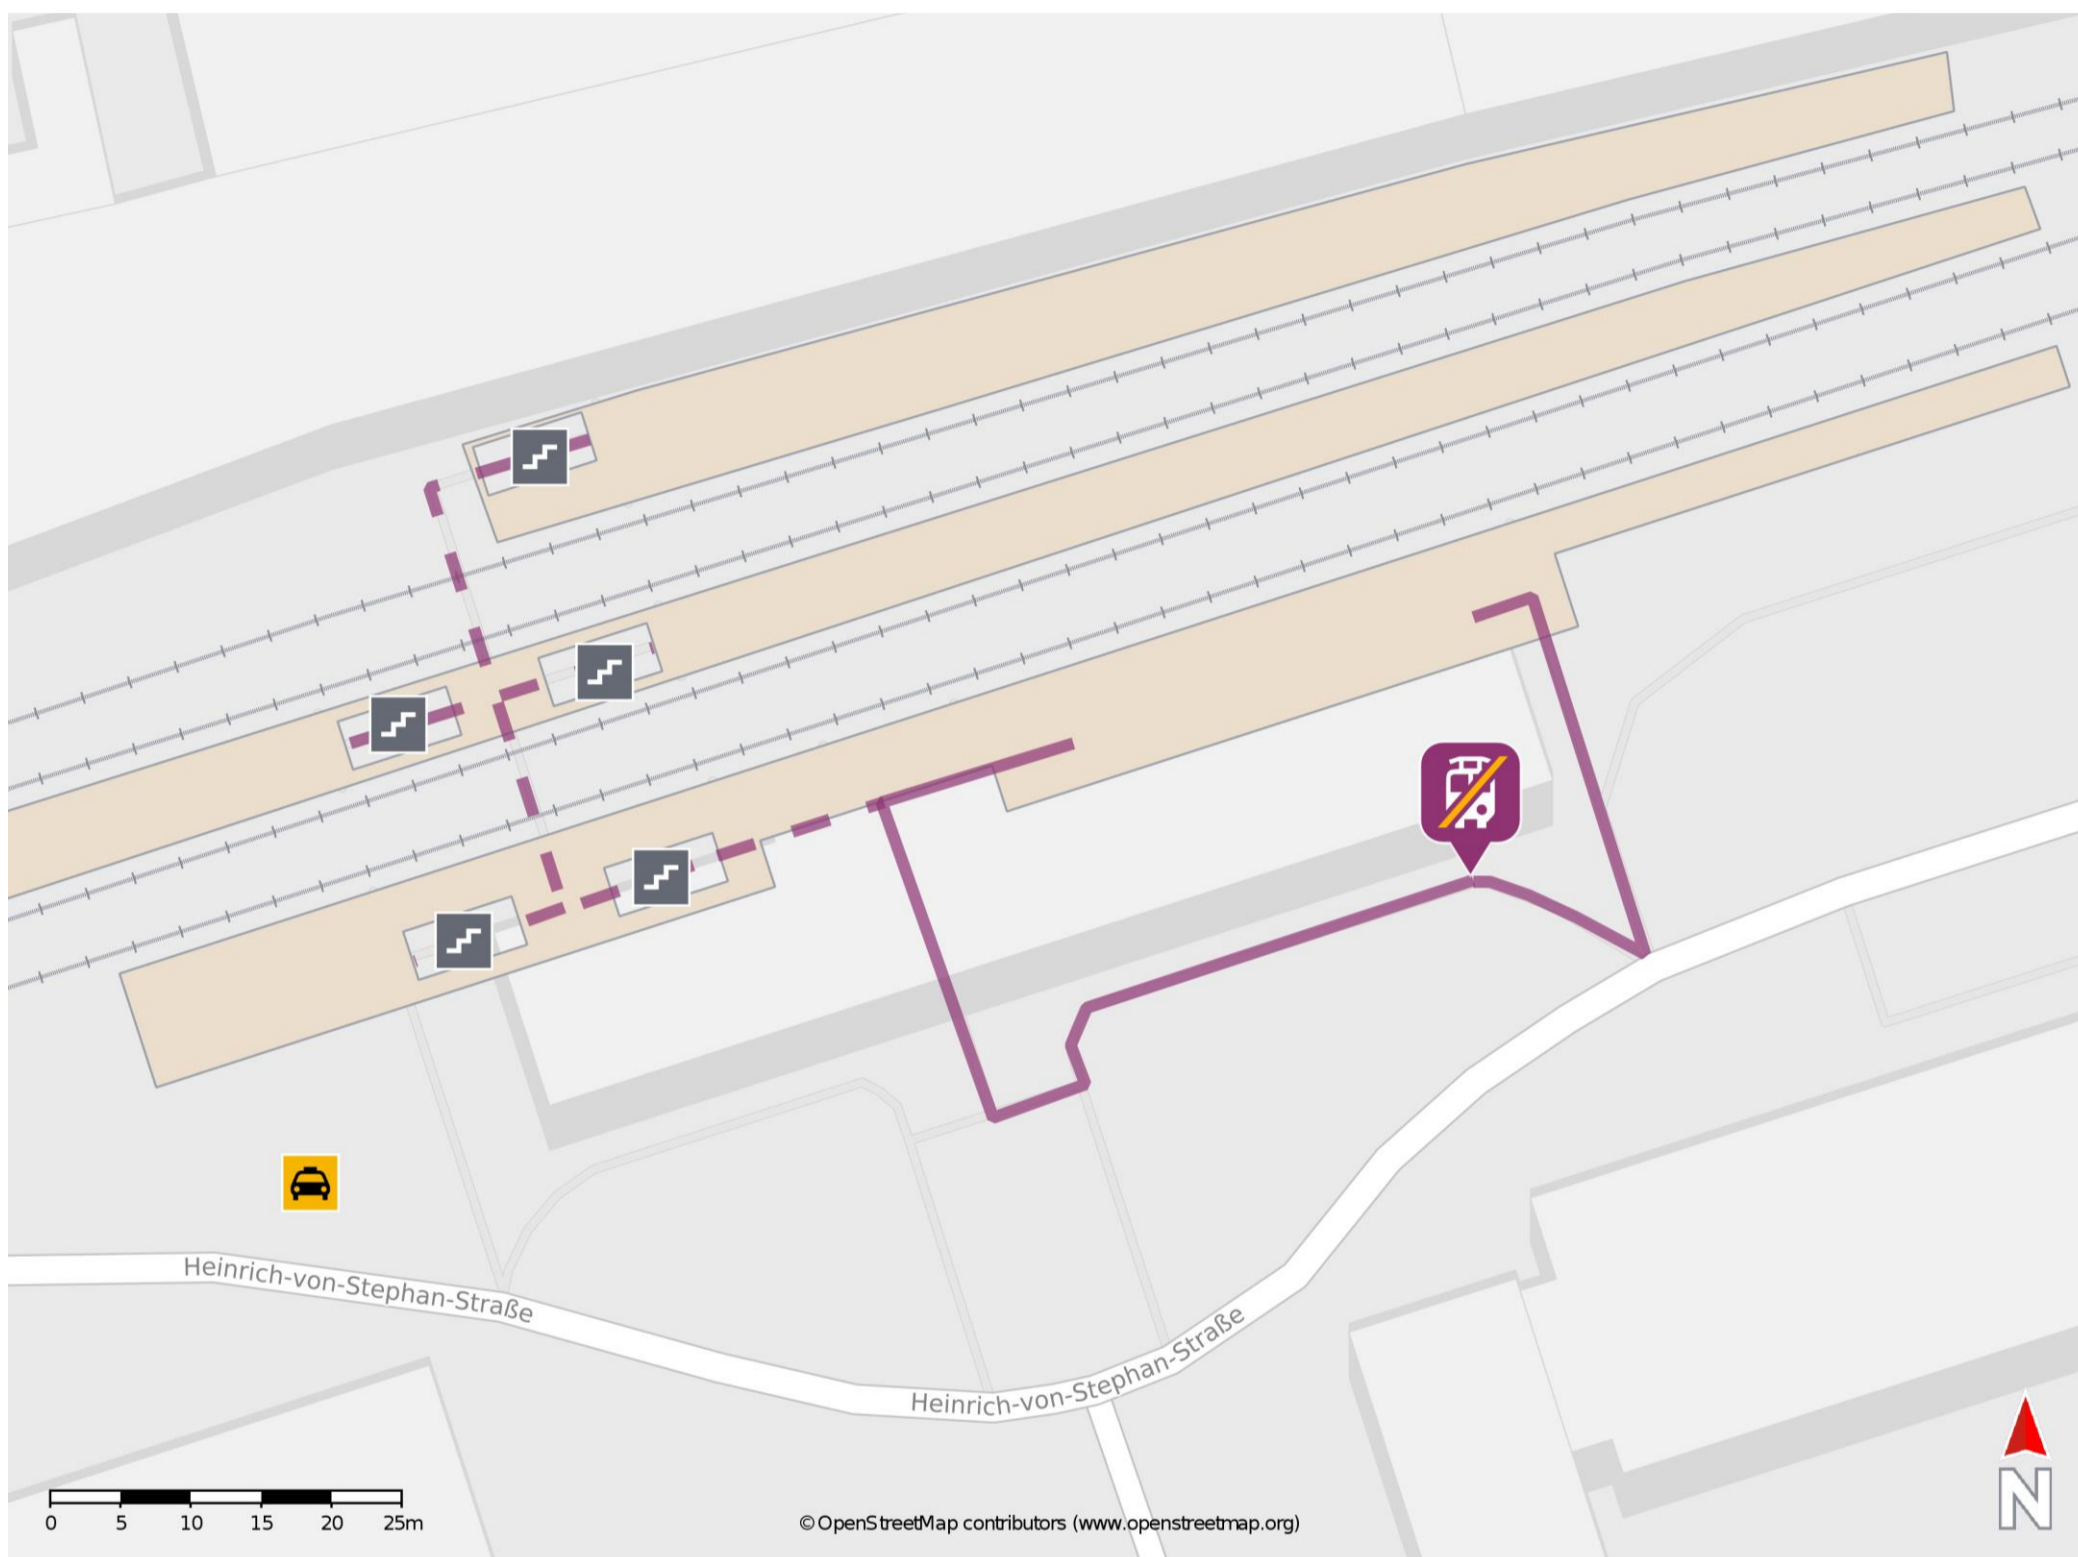 Heinrich-von-Stephan-Straße
Heinrich-von-Stephan-Straße
0 5 10 15 20 25m
© OpenStreetMap contributors (www.openstreetmap.org)
N